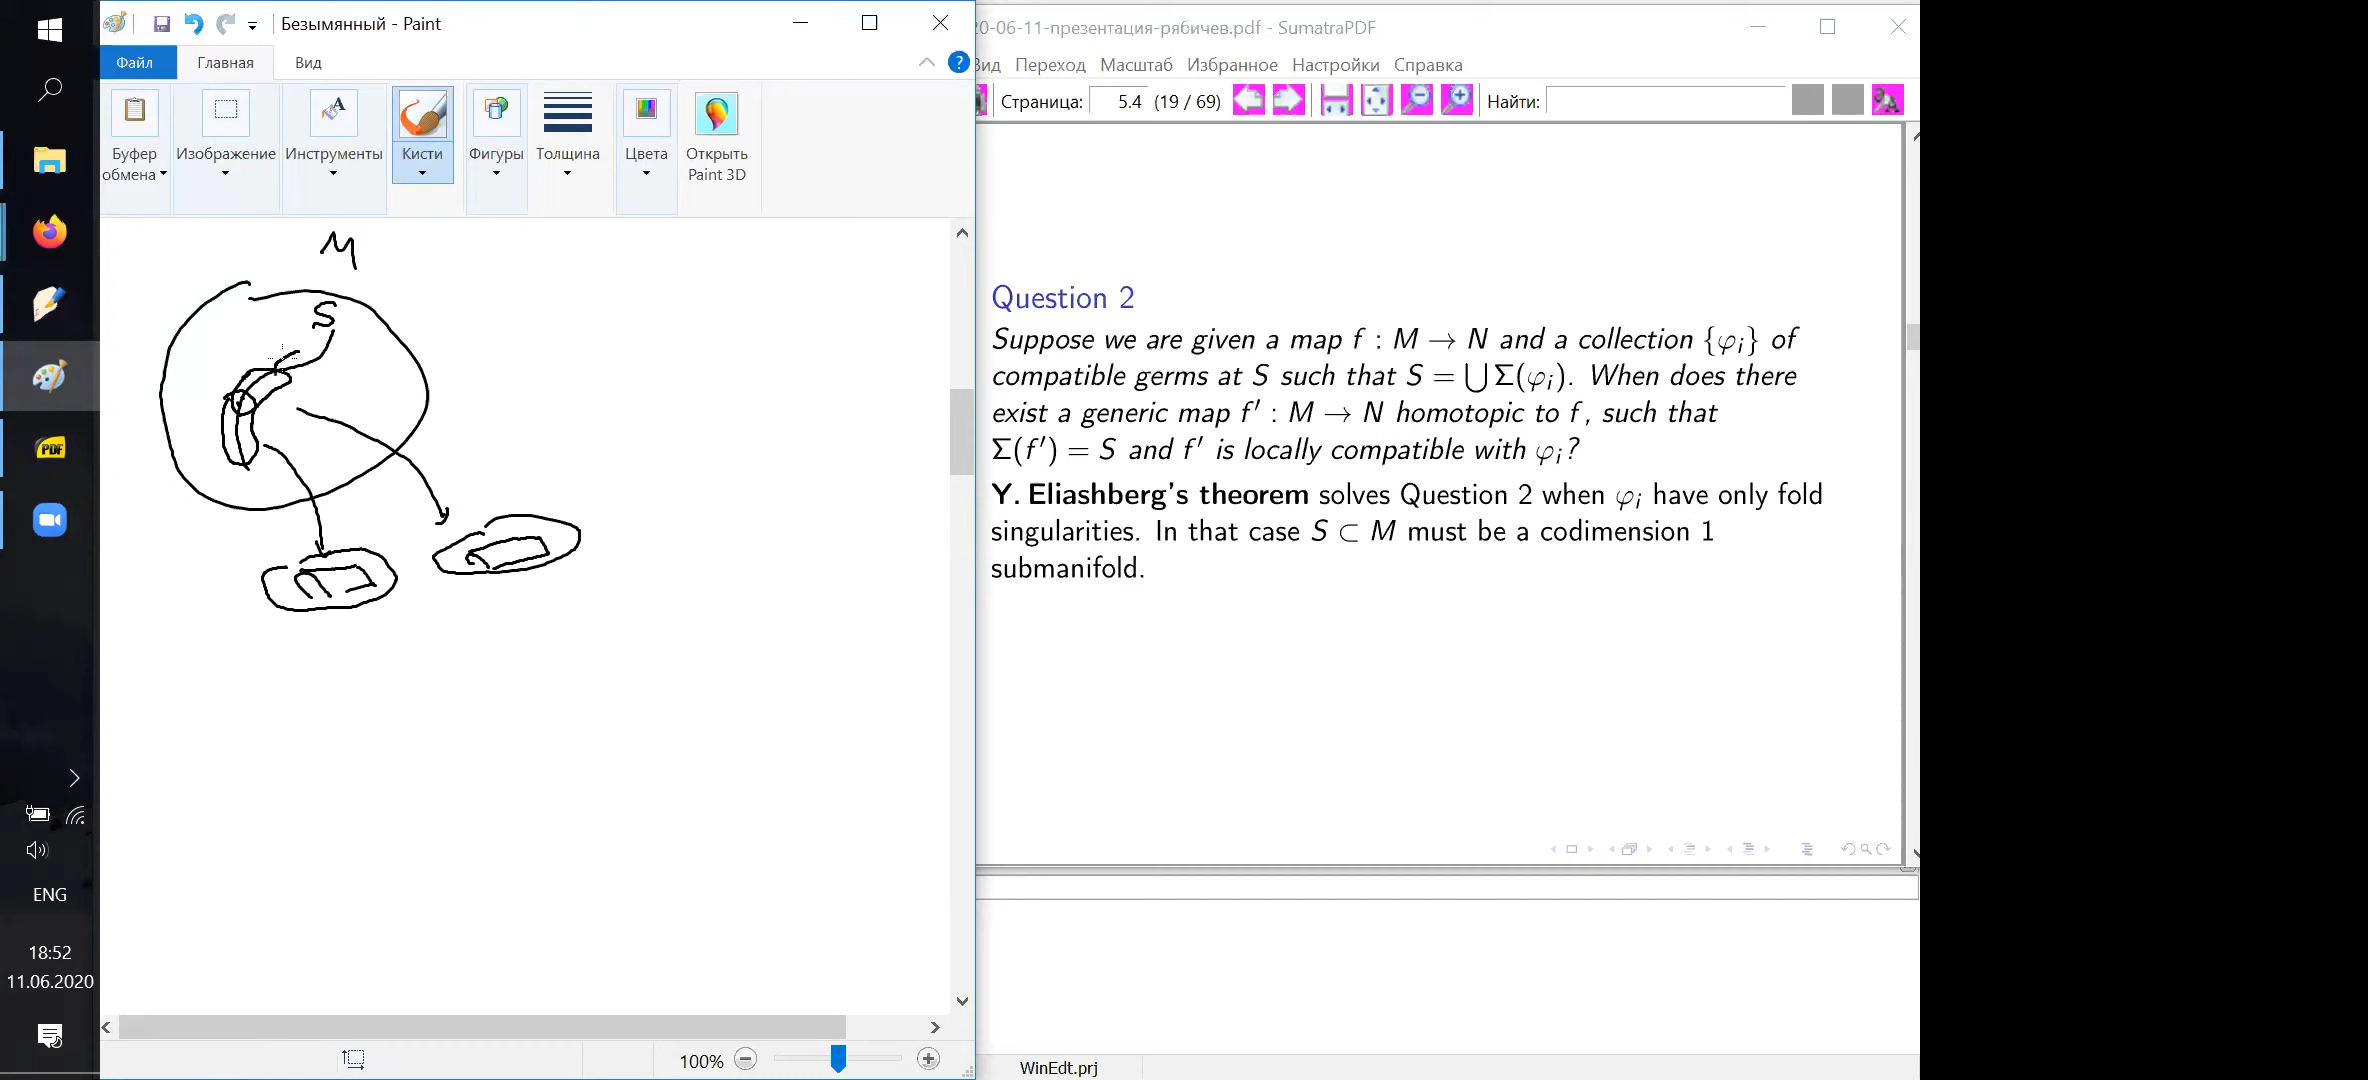 Безымянный - Paint
Файл
Главная
Вид
Буфер обмена
Изображение
Инструменты
Кисти
Фигуры
Толщина
Цвета
Открыть Paint 3D
M
S
100%
PDF
ENG
18:52
11.06.2020
20-06-11-презентация-рябичев.pdf - SumatraPDF
Вид Переход Масштаб Избранное Настройки Справка
Страница: 5.4 (19 / 69) Найти:
Question 2
Suppose we are given a map f : M → N and a collection {φᵢ} of
compatible germs at S such that S = ⋃ Σ(φᵢ). When does there
exist a generic map f′ : M → N homotopic to f, such that
Σ(f′) = S and f′ is locally compatible with φᵢ?
Y. Eliashberg's theorem solves Question 2 when φᵢ have only fold
singularities. In that case S ⊂ M must be a codimension 1
submanifold.
WinEdt.prj